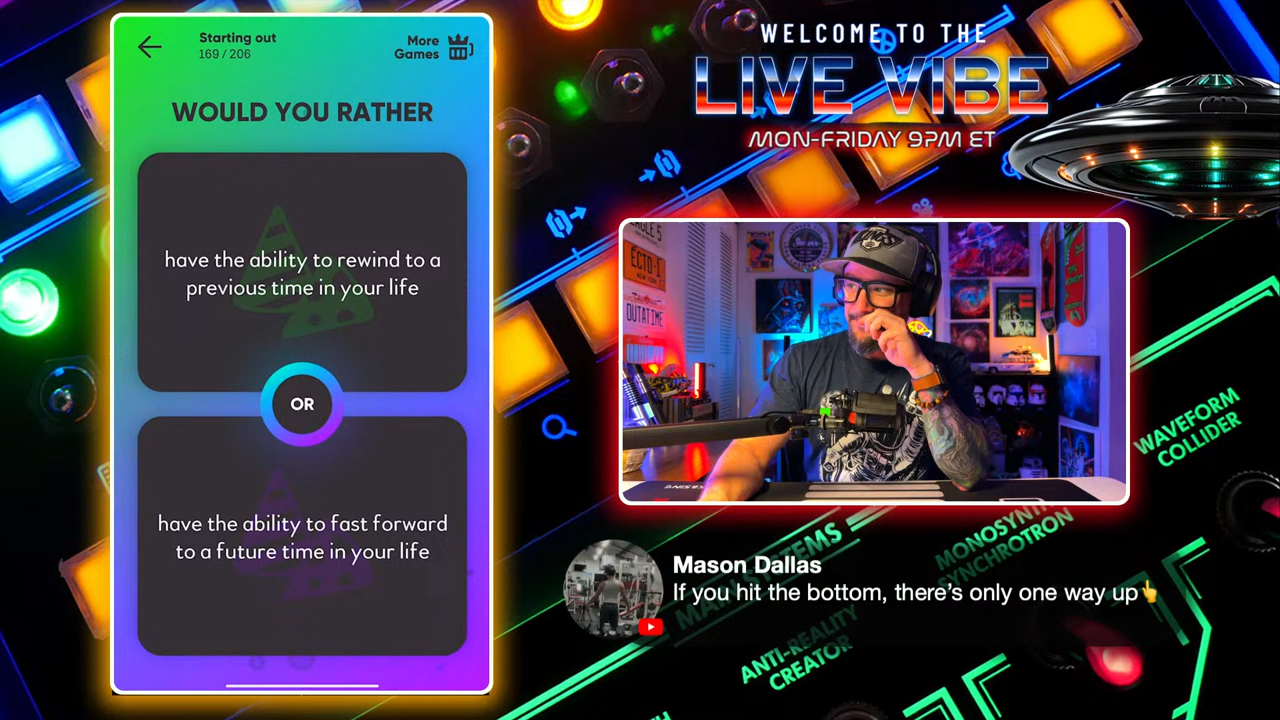 Starting out
169 / 206
More
Games
WOULD YOU RATHER
have the ability to rewind to a
previous time in your life
OR
have the ability to fast forward
to a future time in your life
WELCOME TO THE
LIVE VIBE
MON-FRIDAY 9PM ET
ECTO-1
OUTATIME
KINGS
Mason Dallas
If you hit the bottom, there's only one way up👆
WAVEFORM
COLLIDER
MONOSYNTH
SYNCHROTRON
MAIN SYSTEMS
ANTI-REALITY
CREATOR